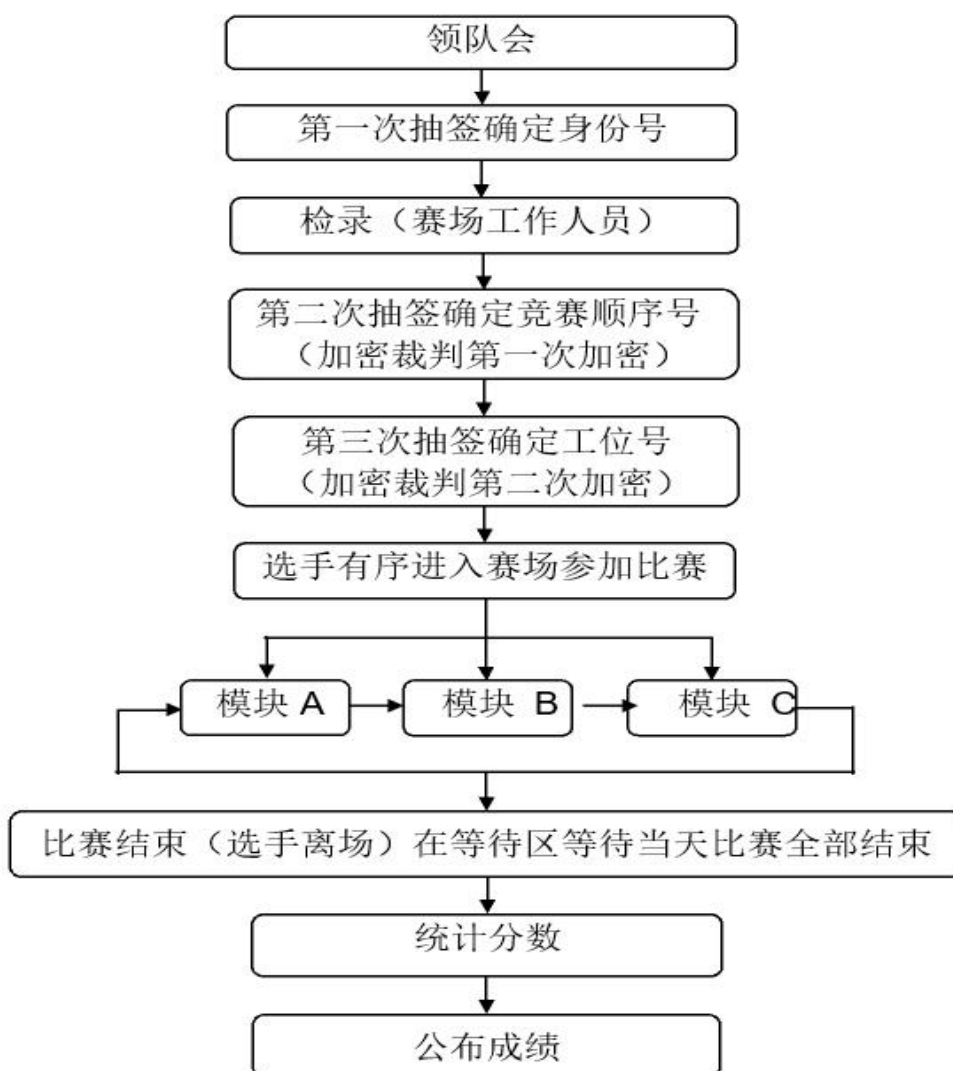 领队会
第一次抽签确定身份号
检录（赛场工作人员）
第二次抽签确定竞赛顺序号
（加密裁判第一次加密）
第三次抽签确定工位号
（加密裁判第二次加密）
选手有序进入赛场参加比赛
模块 A
模块 B
模块 C
比赛结束（选手离场）在等待区等待当天比赛全部结束
统计分数
公布成绩